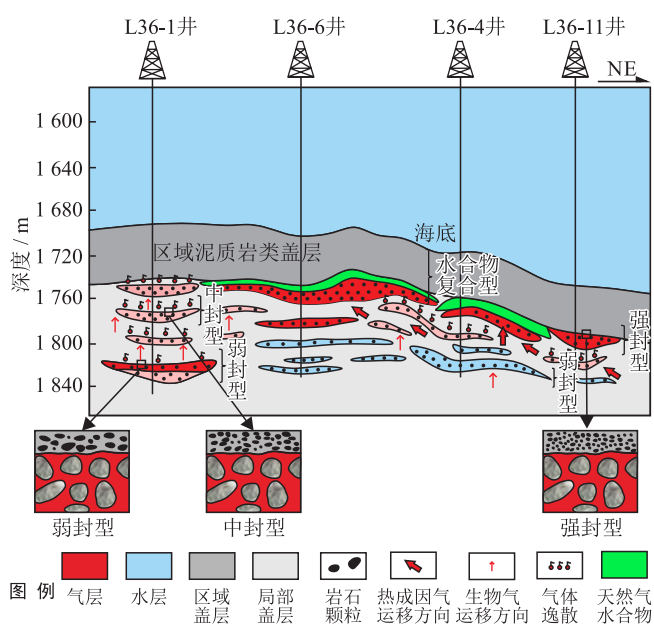 L36-1井
L36-6井
L36-4井
L36-11井
NE
深度 / m
1 600
1 640
1 680
1 720
1 760
1 800
1 840
区域泥质岩类盖层
海底
水合物
复合型
中封型
弱封型
强封型
弱封型
弱封型
中封型
强封型
图 例
气层
水层
区域
盖层
局部
盖层
岩石
颗粒
热成因气
运移方向
生物气
运移方向
气体
逸散
天然气
水合物